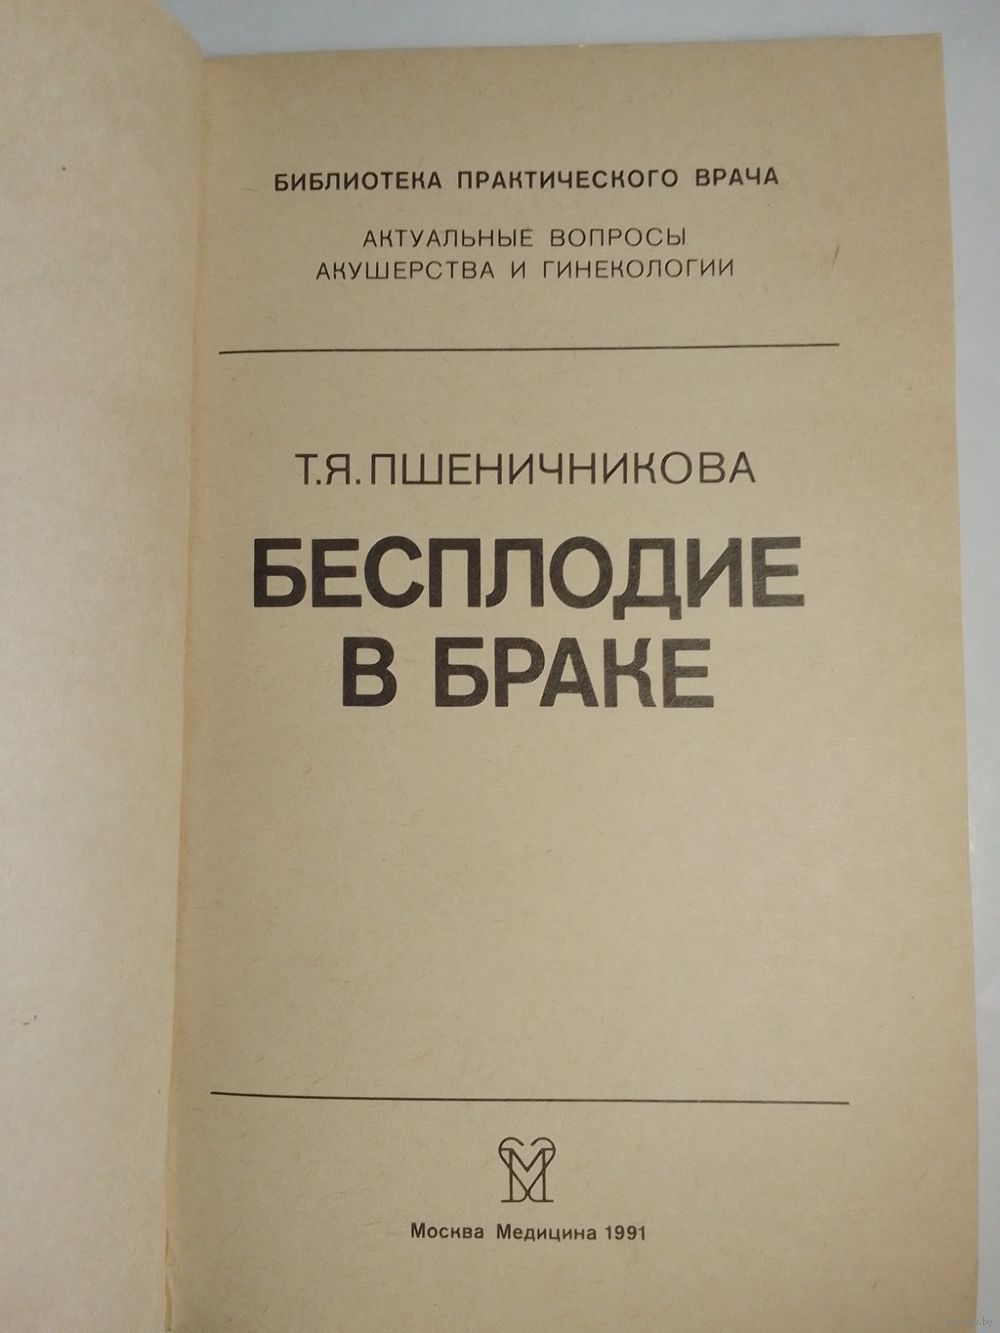 БИБЛИОТЕКА ПРАКТИЧЕСКОГО ВРАЧА
АКТУАЛЬНЫЕ ВОПРОСЫ
АКУШЕРСТВА И ГИНЕКОЛОГИИ
Т.Я.ПШЕНИЧНИКОВА
БЕСПЛОДИЕ
В БРАКЕ
Москва Медицина 1991